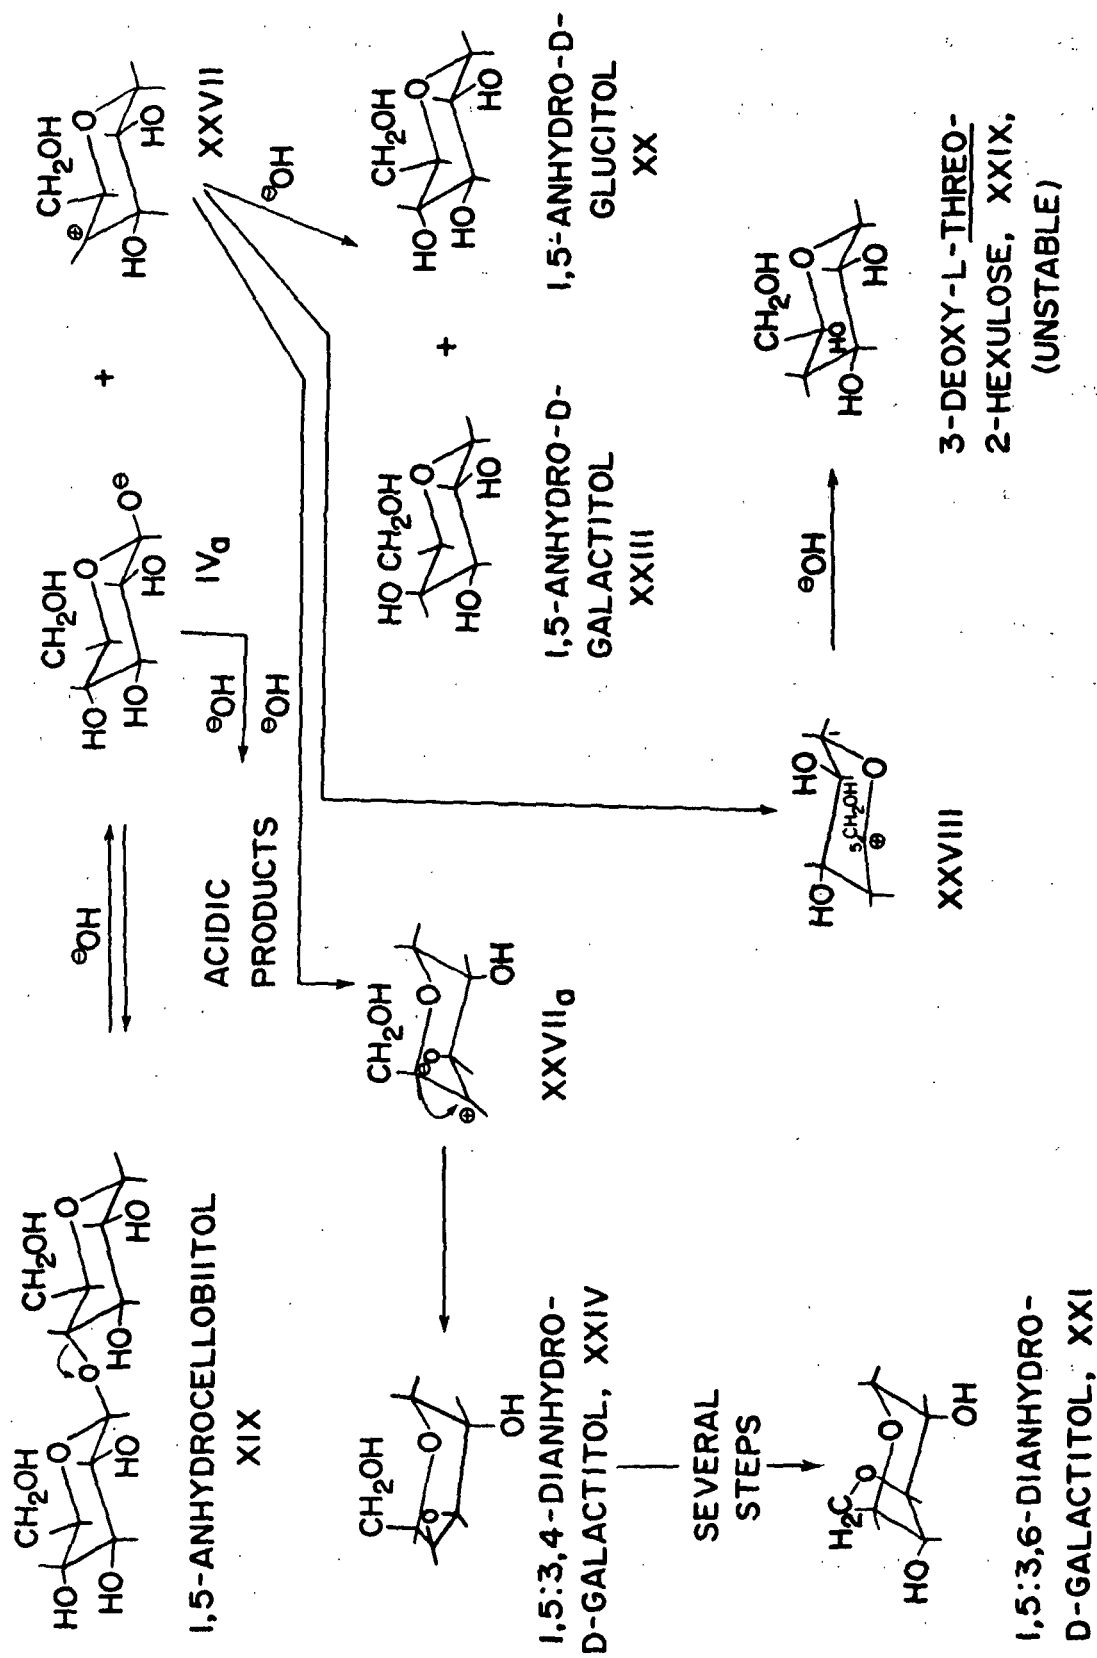 CH₂OH
O
HO
HO
HO
O
CH₂OH
O
HO
HO
1,5-ANHYDROCELLOBIITOL
XIX
⊖OH
CH₂OH
O
O⊖
HO
HO
HO
IVa
+
CH₂OH
O
⊕
HO
HO
XXVII
ACIDIC
PRODUCTS
⊖OH
⊖OH
⊖OH
CH₂OH
O
O
OH
1,5:3,4-DIANHYDRO-
D-GALACTITOL, XXIV
CH₂OH
O
⊖O
⊕
OH
XXVIIa
HO CH₂OH
O
HO
HO
1,5-ANHYDRO-D-
GALACTITOL
XXIII
+
CH₂OH
O
HO
HO
HO
1,5-ANHYDRO-D-
GLUCITOL
XX
SEVERAL
STEPS
H₂C
O
O
HO
OH
1,5:3,6-DIANHYDRO-
D-GALACTITOL, XXI
HO
HO
5CH₂OH
O
⊕
XXVIII
⊖OH
CH₂OH
O
HO
HO
HO
3-DEOXY-L-THREO-
2-HEXULOSE, XXIX,
(UNSTABLE)